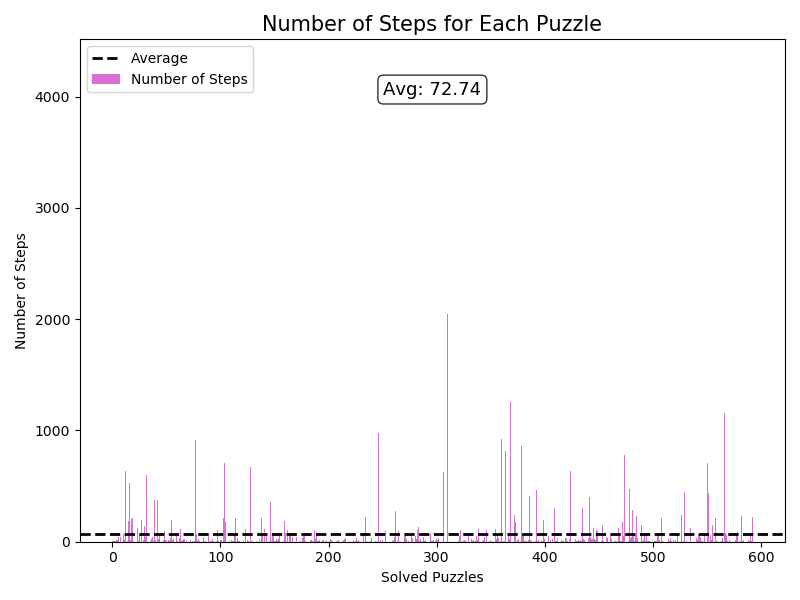 Number of Steps for Each Puzzle
Average
Number of Steps
Avg: 72.74
Number of Steps
4000
3000
2000
1000
0
0
100
200
300
400
500
600
Solved Puzzles